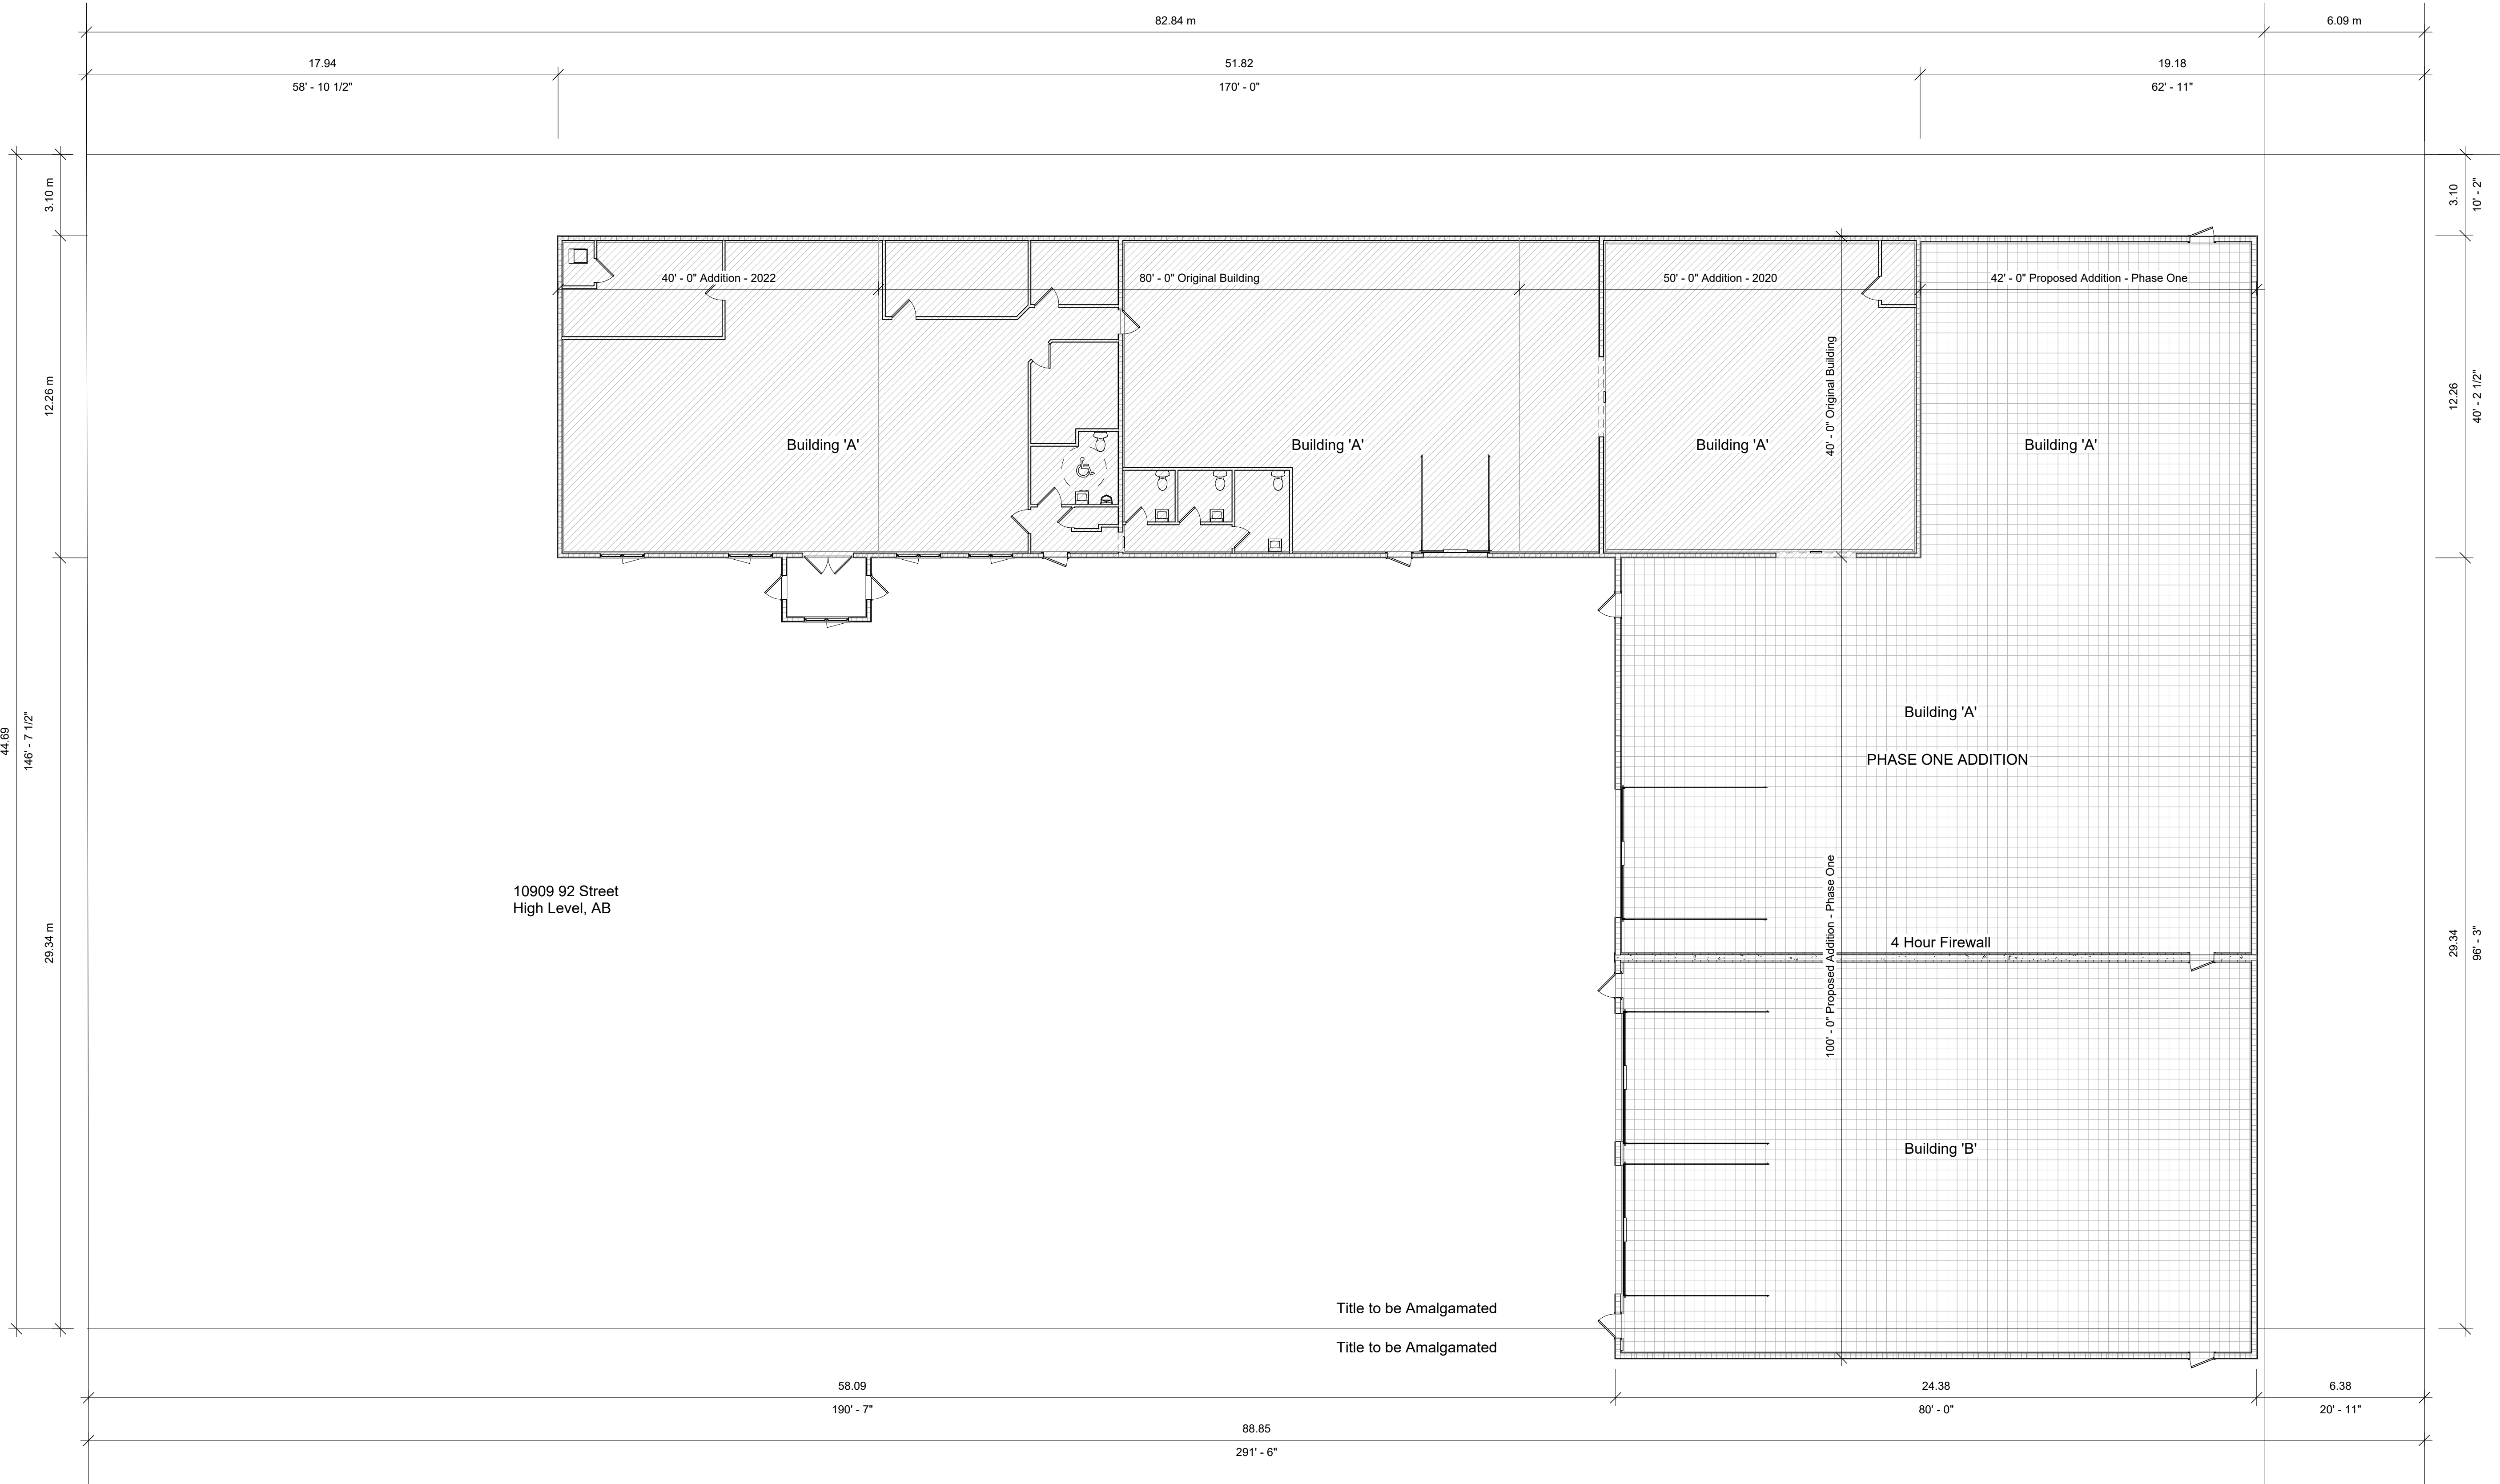 82.84 m
6.09 m
17.94
51.82
19.18
58' - 10 1/2"
170' - 0"
62' - 11"
3.10 m
3.10
10' - 2"
40' - 0" Addition - 2022
80' - 0" Original Building
50' - 0" Addition - 2020
42' - 0" Proposed Addition - Phase One
12.26 m
40' - 0" Original Building
12.26
40' - 2 1/2"
Building 'A'
Building 'A'
Building 'A'
Building 'A'
44.69
146' - 7 1/2"
Building 'A'
PHASE ONE ADDITION
10909 92 Street
High Level, AB
29.34 m
100' - 0" Proposed Addition - Phase One
4 Hour Firewall
29.34
96' - 3"
Building 'B'
Title to be Amalgamated
Title to be Amalgamated
58.09
24.38
6.38
190' - 7"
80' - 0"
20' - 11"
88.85
291' - 6"